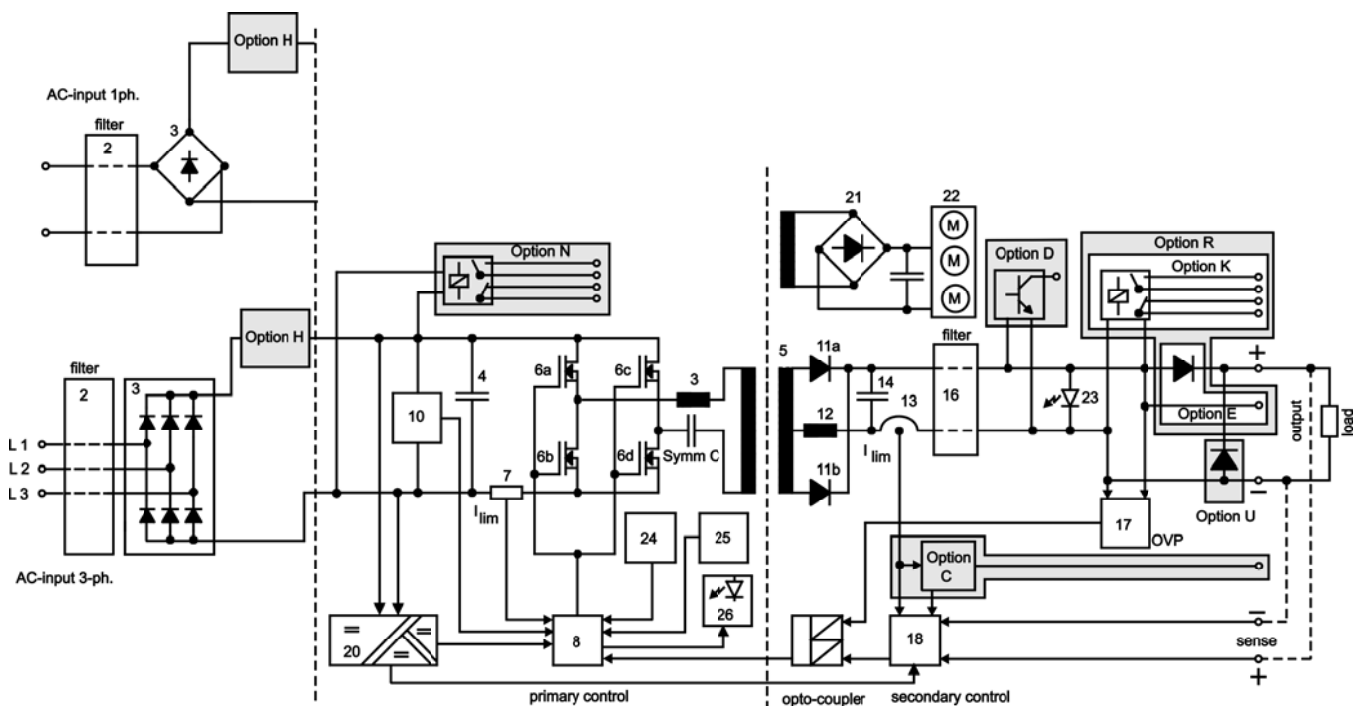 Option H
AC-input 1ph.
filter
2
3
21
22
M
M
M
Option N
Option D
Option R
Option K
Option H
filter
2
3
L 1
L 2
L 3
AC-input 3-ph.
10
4
6a
6c
3
6b
6d
Symm C
7
I lim
5
11a
14
13
12
I lim
11b
filter
16
23
Option E
+
output
load
−
Option U
17
OVP
24
25
26
Option
C
20
8
18
−
sense
+
primary control
opto-coupler
secondary control